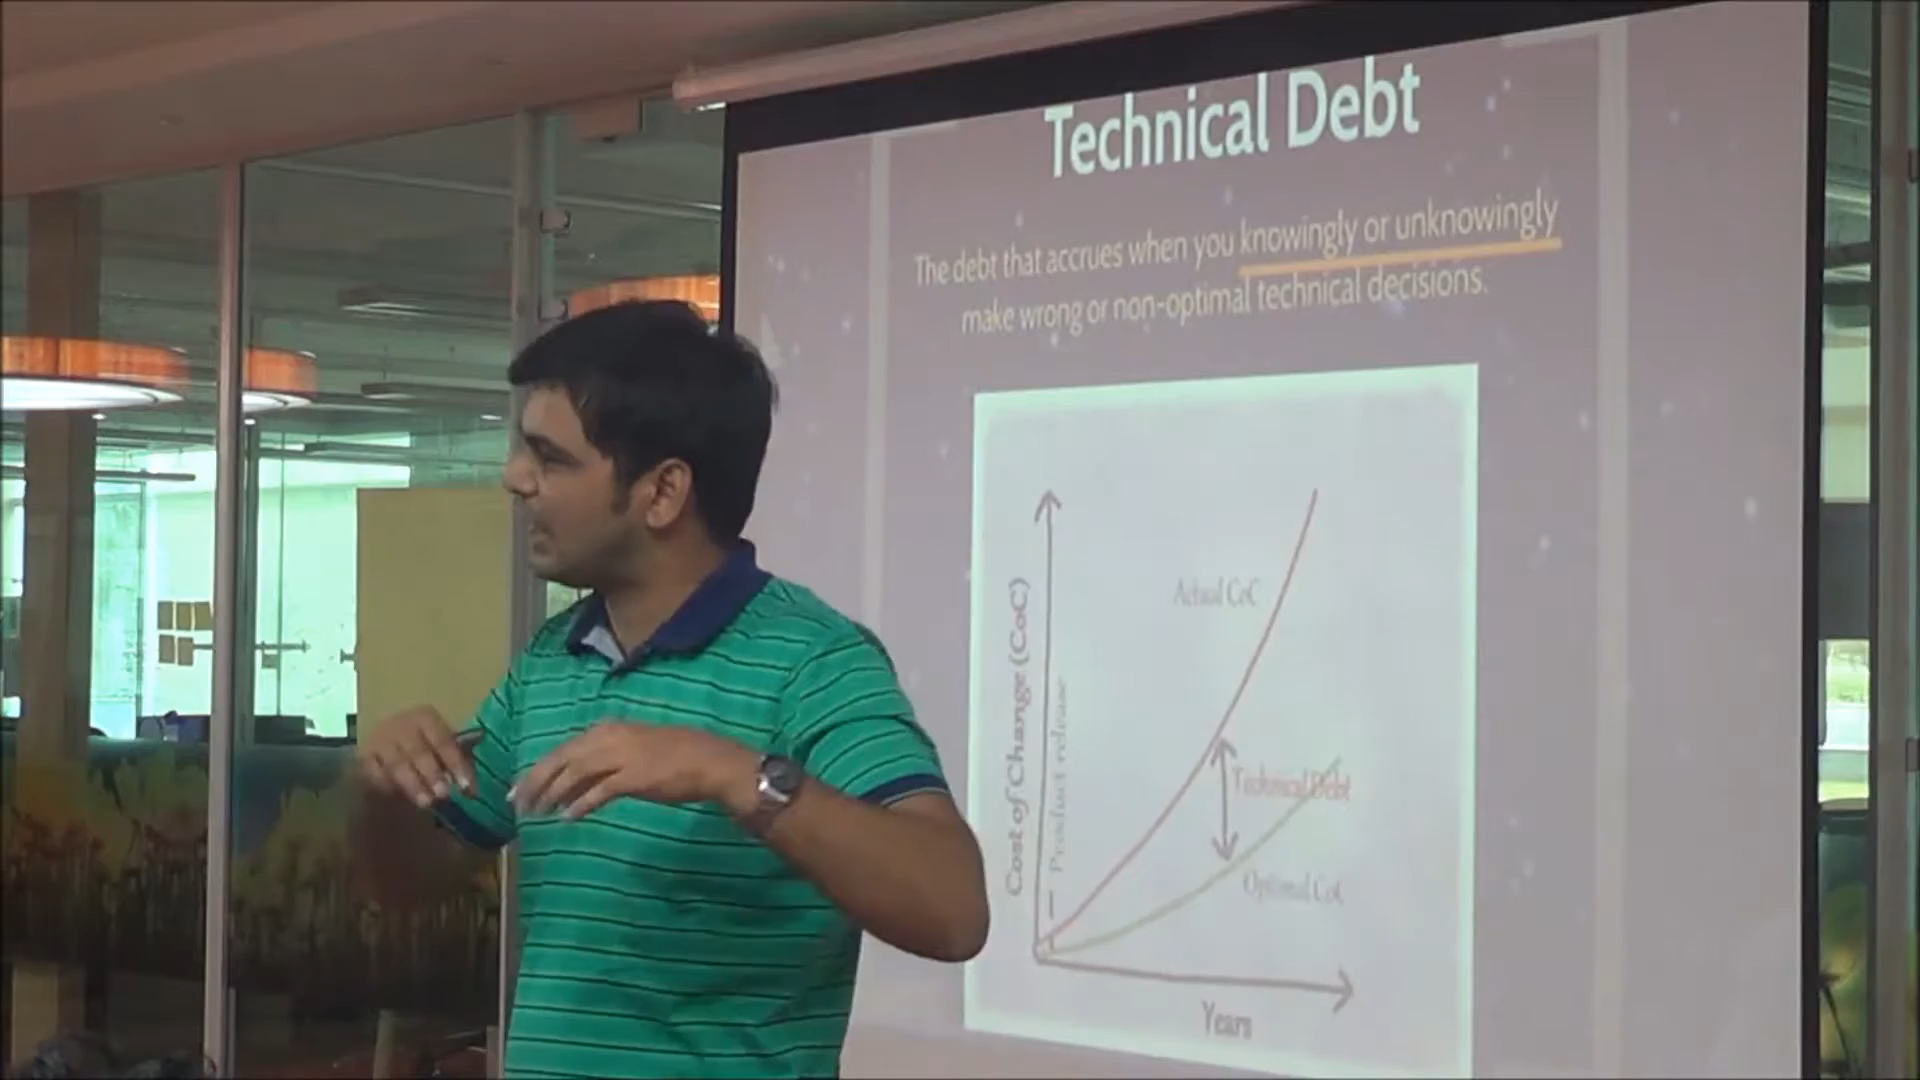 Technical Debt
The debt that accrues when you knowingly or unknowingly
make wrong or non-optimal technical decisions.
Actual CoC
Cost of Change (CoC)
Product release
Technical Debt
Optional CoC
Years